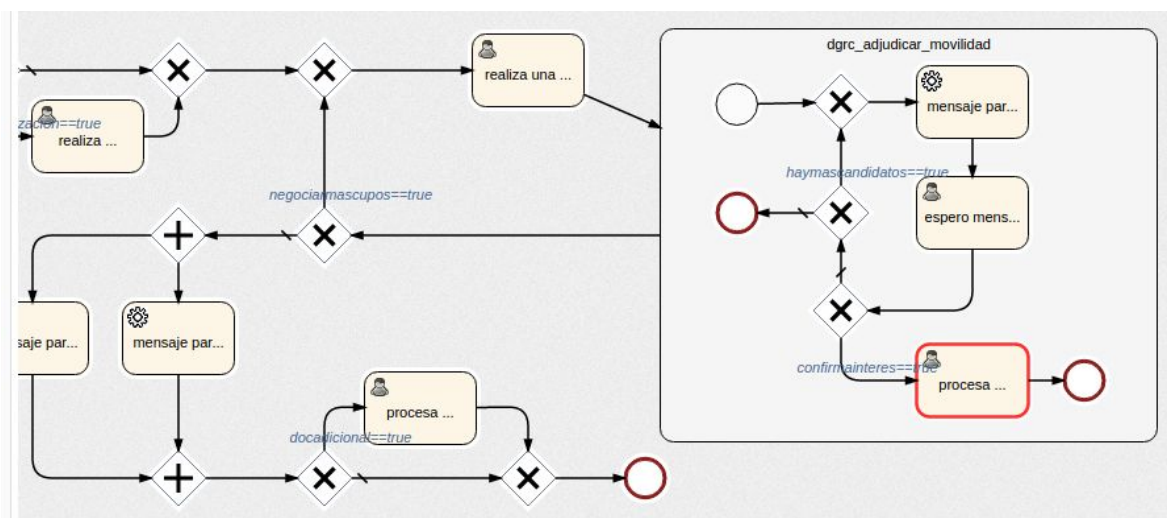 dgrc_adjudicar_movilidad
realiza una ...
mensaje par...
zación==true
realiza ...
haymascandidatos==true
negociarmascupos==true
espero mens...
saje par...
mensaje par...
confirmainteres==true
procesa ...
procesa ...
docadicional==true